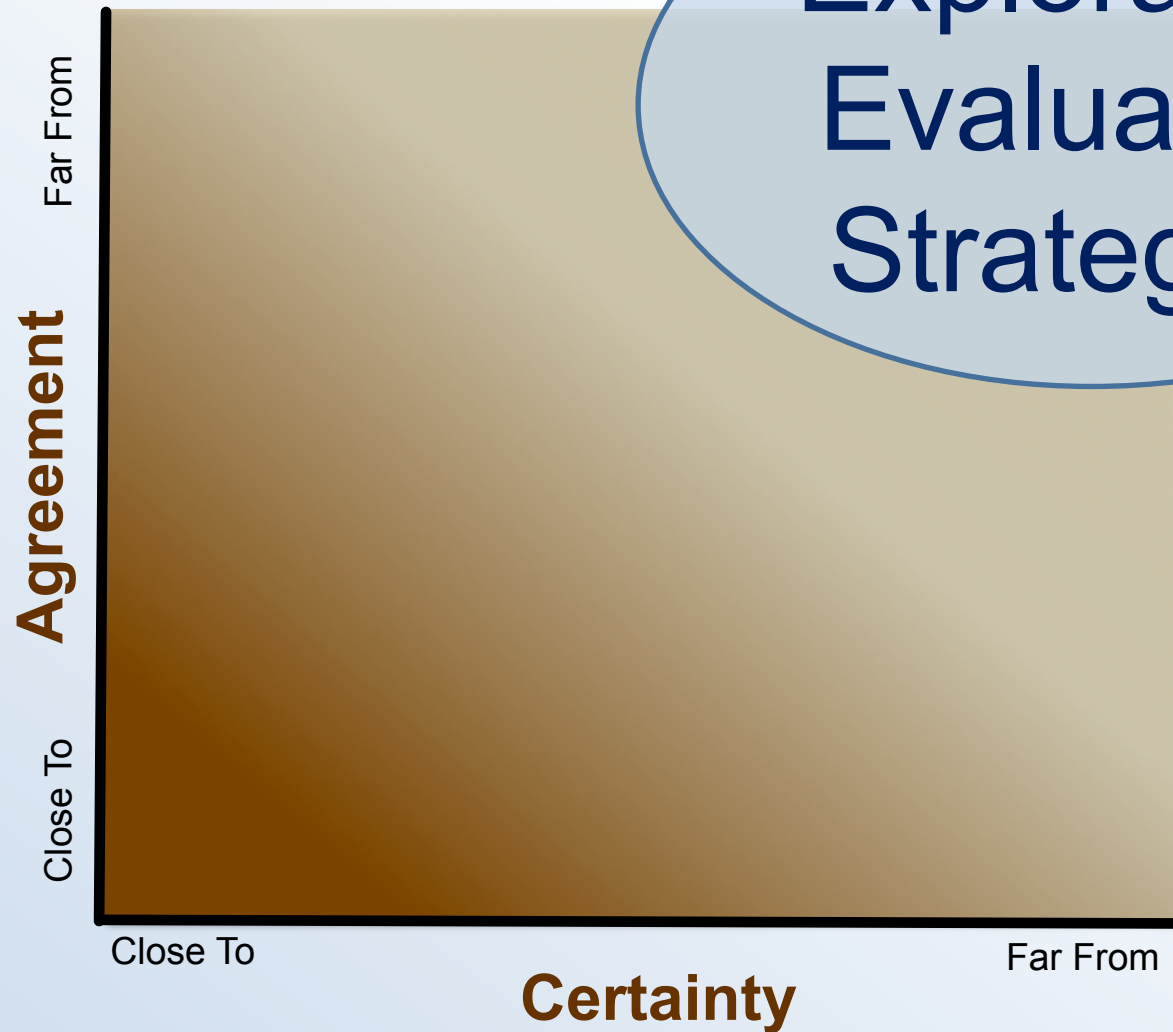 Evalua
Strateg
Far From
Agreement
Close To
Close To
Far From
Certainty